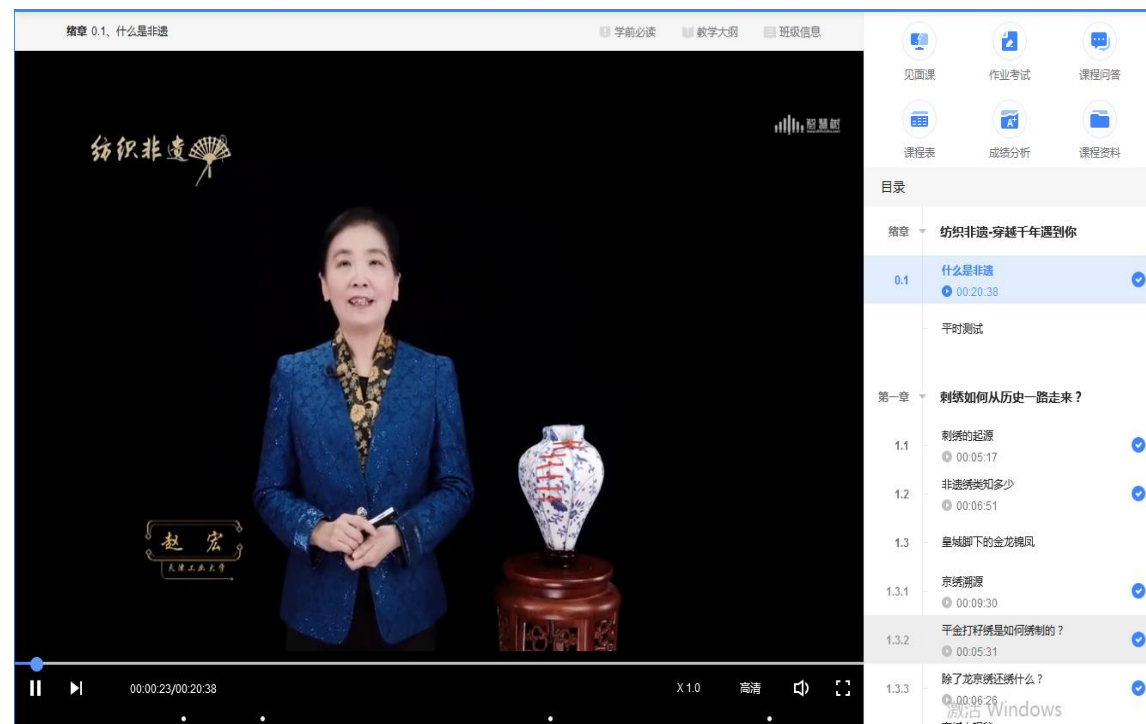 绪章 0.1、什么是非遗
学前必读
教学大纲
班级信息
纺织非遗
智慧树
赵宏
天津工业大学
00:00:23/00:20:38
X 1.0
高清
见面课
作业考试
课程问答
课程表
成绩分析
课程资料
目录
绪章
纺织非遗-穿越千年遇到你
0.1
什么是非遗
00:20:38
平时测试
第一章
刺绣如何从历史一路走来？
1.1
刺绣的起源
00:05:17
1.2
非遗绣类知多少
00:06:51
1.3
皇城脚下的金龙锦凤
1.3.1
京绣溯源
00:09:30
1.3.2
平金打籽绣是如何绣制的？
00:05:31
1.3.3
除了龙京绣还绣什么？
00:06:26
激活 Windows